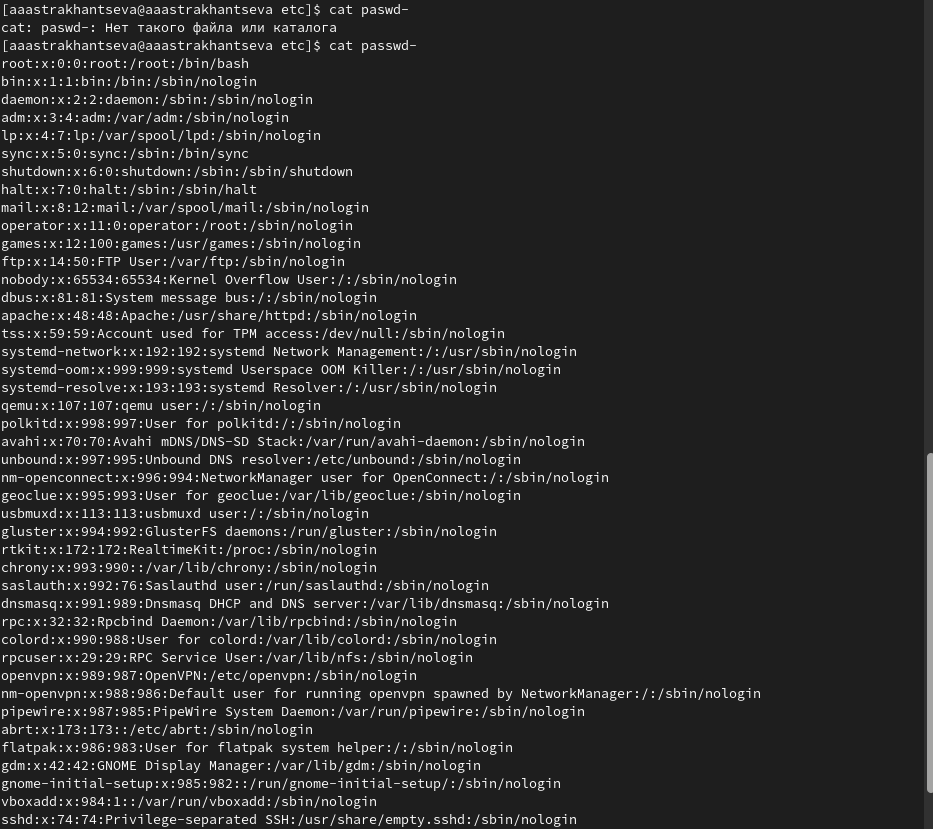 [aaastrakhantseva@aaastrakhantseva etc]$ cat paswd-
cat: paswd-: Нет такого файла или каталога
[aaastrakhantseva@aaastrakhantseva etc]$ cat passwd-
root:x:0:0:root:/root:/bin/bash
bin:x:1:1:bin:/bin:/sbin/nologin
daemon:x:2:2:daemon:/sbin:/sbin/nologin
adm:x:3:4:adm:/var/adm:/sbin/nologin
lp:x:4:7:lp:/var/spool/lpd:/sbin/nologin
sync:x:5:0:sync:/sbin:/bin/sync
shutdown:x:6:0:shutdown:/sbin:/sbin/shutdown
halt:x:7:0:halt:/sbin:/sbin/halt
mail:x:8:12:mail:/var/spool/mail:/sbin/nologin
operator:x:11:0:operator:/root:/sbin/nologin
games:x:12:100:games:/usr/games:/sbin/nologin
ftp:x:14:50:FTP User:/var/ftp:/sbin/nologin
nobody:x:65534:65534:Kernel Overflow User:/:/sbin/nologin
dbus:x:81:81:System message bus:/:/sbin/nologin
apache:x:48:48:Apache:/usr/share/httpd:/sbin/nologin
tss:x:59:59:Account used for TPM access:/dev/null:/sbin/nologin
systemd-network:x:192:192:systemd Network Management:/:/usr/sbin/nologin
systemd-oom:x:999:999:systemd Userspace OOM Killer:/:/usr/sbin/nologin
systemd-resolve:x:193:193:systemd Resolver:/:/usr/sbin/nologin
qemu:x:107:107:qemu user:/:/sbin/nologin
polkitd:x:998:997:User for polkitd:/:/sbin/nologin
avahi:x:70:70:Avahi mDNS/DNS-SD Stack:/var/run/avahi-daemon:/sbin/nologin
unbound:x:997:995:Unbound DNS resolver:/etc/unbound:/sbin/nologin
nm-openconnect:x:996:994:NetworkManager user for OpenConnect:/:/sbin/nologin
geoclue:x:995:993:User for geoclue:/var/lib/geoclue:/sbin/nologin
usbmuxd:x:113:113:usbmuxd user:/:/sbin/nologin
gluster:x:994:992:GlusterFS daemons:/run/gluster:/sbin/nologin
rtkit:x:172:172:RealtimeKit:/proc:/sbin/nologin
chrony:x:993:990::/var/lib/chrony:/sbin/nologin
saslauth:x:992:76:Saslauthd user:/run/saslauthd:/sbin/nologin
dnsmasq:x:991:989:Dnsmasq DHCP and DNS server:/var/lib/dnsmasq:/sbin/nologin
rpc:x:32:32:Rpcbind Daemon:/var/lib/rpcbind:/sbin/nologin
colord:x:990:988:User for colord:/var/lib/colord:/sbin/nologin
rpcuser:x:29:29:RPC Service User:/var/lib/nfs:/sbin/nologin
openvpn:x:989:987:OpenVPN:/etc/openvpn:/sbin/nologin
nm-openvpn:x:988:986:Default user for running openvpn spawned by NetworkManager:/:/sbin/nologin
pipewire:x:987:985:PipeWire System Daemon:/var/run/pipewire:/sbin/nologin
abrt:x:173:173::/etc/abrt:/sbin/nologin
flatpak:x:986:983:User for flatpak system helper:/:/sbin/nologin
gdm:x:42:42:GNOME Display Manager:/var/lib/gdm:/sbin/nologin
gnome-initial-setup:x:985:982::/run/gnome-initial-setup/:/sbin/nologin
vboxadd:x:984:1::/var/run/vboxadd:/sbin/nologin
sshd:x:74:74:Privilege-separated SSH:/usr/share/empty.sshd:/sbin/nologin